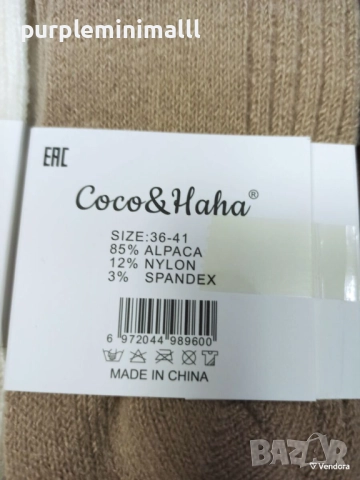 purpleminimalll
EAC
Coco&Haha®
SIZE:36-41
85% ALPACA
12% NYLON
3% SPANDEX
6 972044 989600
MADE IN CHINA
BAZAR
Vendora